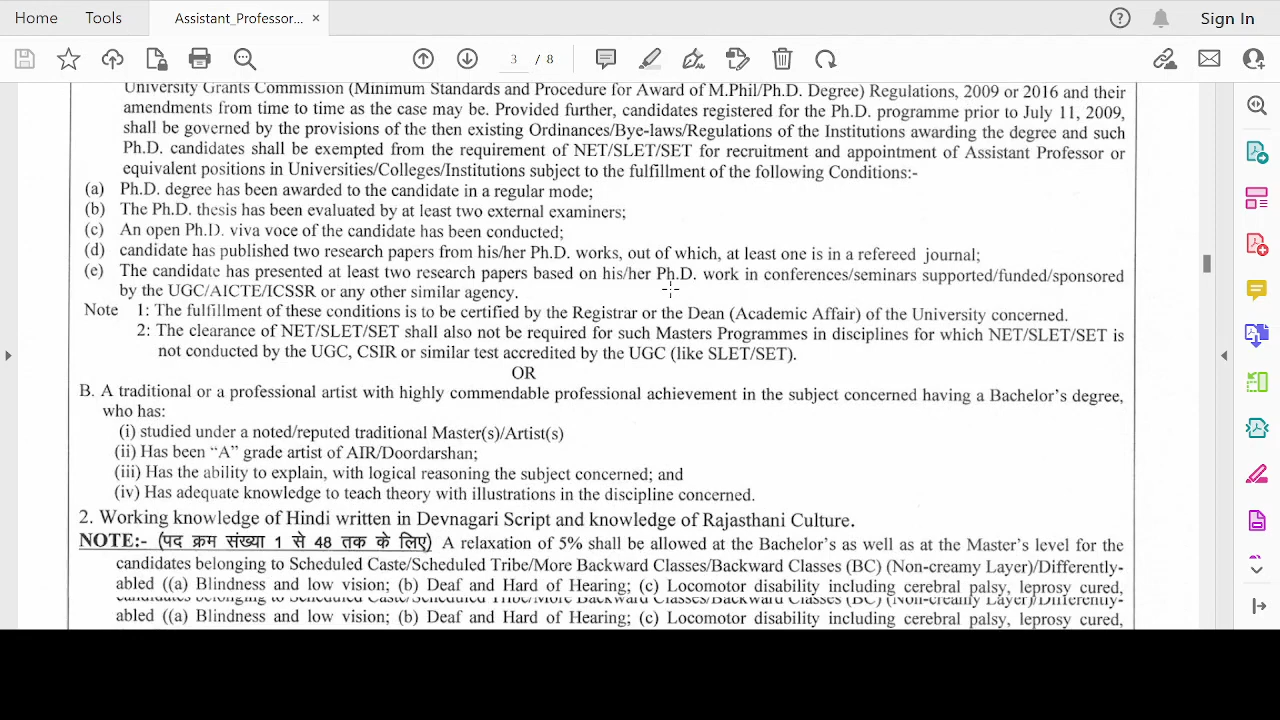 Home Tools Assistant_Professor... × Sign In
3 / 8
University Grants Commission (Minimum Standards and Procedure for Award of M.Phil/Ph.D. Degree) Regulations, 2009 or 2016 and their
amendments from time to time as the case may be. Provided further, candidates registered for the Ph.D. programme prior to July 11, 2009,
shall be governed by the provisions of the then existing Ordinances/Bye-laws/Regulations of the Institutions awarding the degree and such
Ph.D. candidates shall be exempted from the requirement of NET/SLET/SET for recruitment and appointment of Assistant Professor or
equivalent positions in Universities/Colleges/Institutions subject to the fulfillment of the following Conditions:-
(a) Ph.D. degree has been awarded to the candidate in a regular mode;
(b) The Ph.D. thesis has been evaluated by at least two external examiners;
(c) An open Ph.D. viva voce of the candidate has been conducted;
(d) candidate has published two research papers from his/her Ph.D. works, out of which, at least one is in a refereed journal;
(e) The candidate has presented at least two research papers based on his/her Ph.D. work in conferences/seminars supported/funded/sponsored
by the UGC/AICTE/ICSSR or any other similar agency.
Note 1: The fulfillment of these conditions is to be certified by the Registrar or the Dean (Academic Affair) of the University concerned.
2: The clearance of NET/SLET/SET shall also not be required for such Masters Programmes in disciplines for which NET/SLET/SET is
not conducted by the UGC, CSIR or similar test accredited by the UGC (like SLET/SET).
OR
B. A traditional or a professional artist with highly commendable professional achievement in the subject concerned having a Bachelor's degree,
who has:
(i) studied under a noted/reputed traditional Master(s)/Artist(s)
(ii) Has been "A" grade artist of AIR/Doordarshan;
(iii) Has the ability to explain, with logical reasoning the subject concerned; and
(iv) Has adequate knowledge to teach theory with illustrations in the discipline concerned.
2. Working knowledge of Hindi written in Devnagari Script and knowledge of Rajasthani Culture.
NOTE:- (पद क्रम संख्या 1 से 48 तक के लिए) A relaxation of 5% shall be allowed at the Bachelor's as well as at the Master's level for the
candidates belonging to Scheduled Caste/Scheduled Tribe/More Backward Classes/Backward Classes (BC) (Non-creamy Layer)/Differently-
abled ((a) Blindness and low vision; (b) Deaf and Hard of Hearing; (c) Locomotor disability including cerebral palsy, leprosy cured,
candidates belonging to Scheduled Caste/Scheduled Tribe/More Backward Classes/Backward Classes (BC) (Non-creamy Layer)/Differently-
abled ((a) Blindness and low vision; (b) Deaf and Hard of Hearing; (c) Locomotor disability including cerebral palsy, leprosy cured,